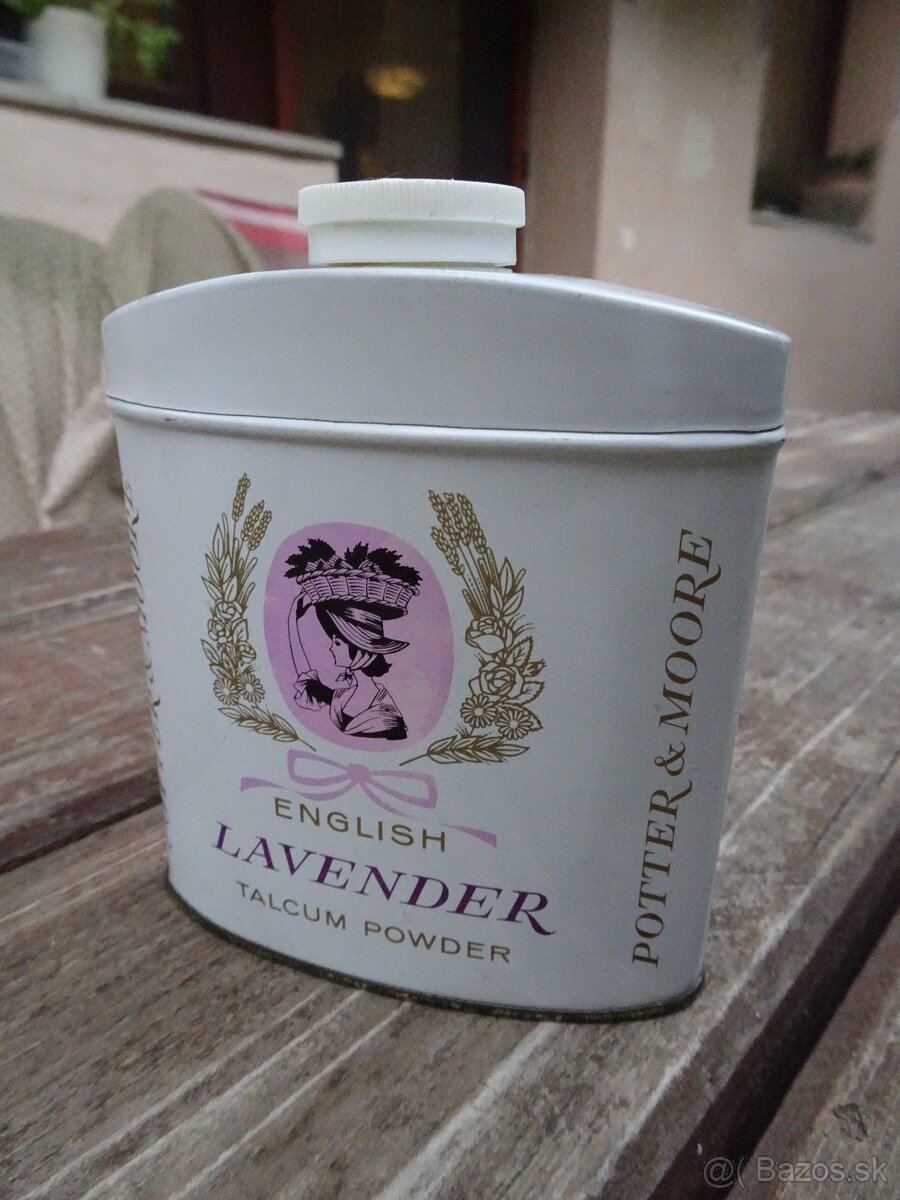 ENGLISH
LAVENDER
TALCUM POWDER
POTTER & MOORE
@( Bazos.sk